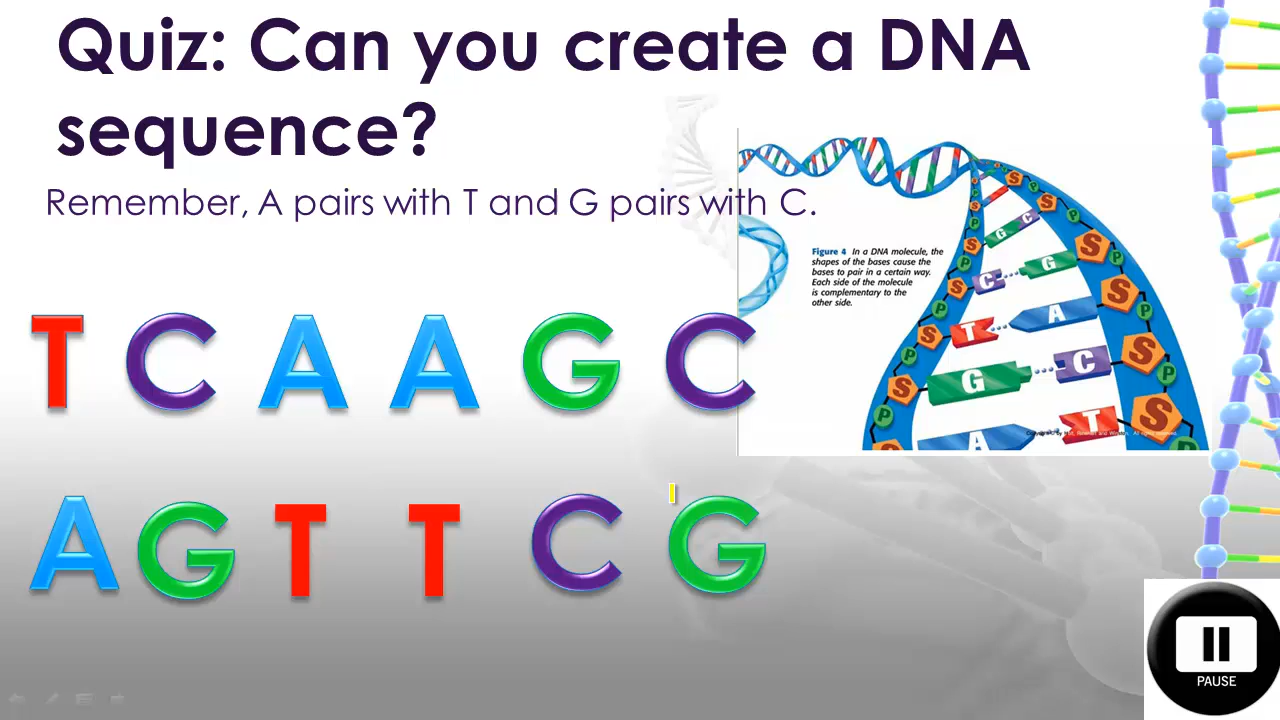 Quiz: Can you create a DNA
sequence?
Remember, A pairs with T and G pairs with C.
Figure 4 In a DNA molecule, the
shapes of the bases cause the
bases to pair in a certain way.
Each side of the molecule
is complementary to the
other side.
S
P
G C
C G
T A
G C
A T
T C A A G C
A G T T C G
PAUSE